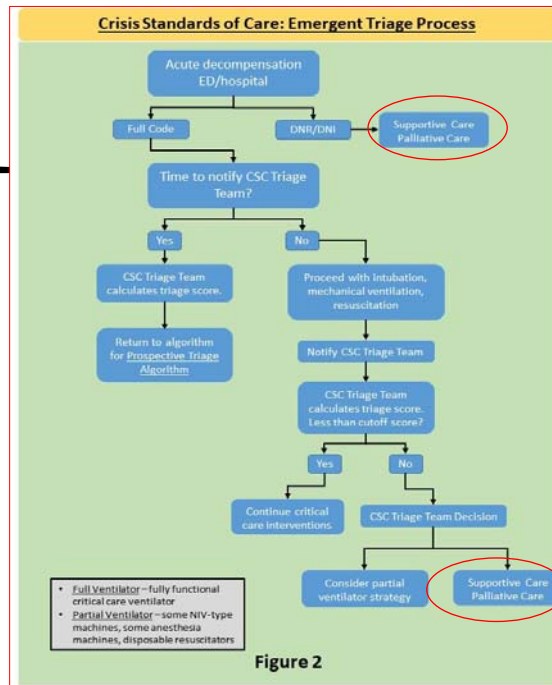 Crisis Standards of Care: Emergent Triage Process
Acute decompensation
ED/hospital
Full Code
DNR/DNI
Supportive Care
Palliative Care
Time to notify CSC Triage
Team?
Yes
No
CSC Triage Team
calculates triage score.
Proceed with intubation,
mechanical ventilation,
resuscitation
Return to algorithm
for Prospective Triage
Algorithm
Notify CSC Triage Team
CSC Triage Team
calculates triage score.
Less than cutoff score?
Yes
No
Continue critical
care interventions
CSC Triage Team Decision
Consider partial
ventilator strategy
Supportive Care
Palliative Care
• Full Ventilator – fully functional
critical care ventilator
• Partial Ventilator – some NIV-type
machines, some anesthesia
machines, disposable resuscitators
Figure 2